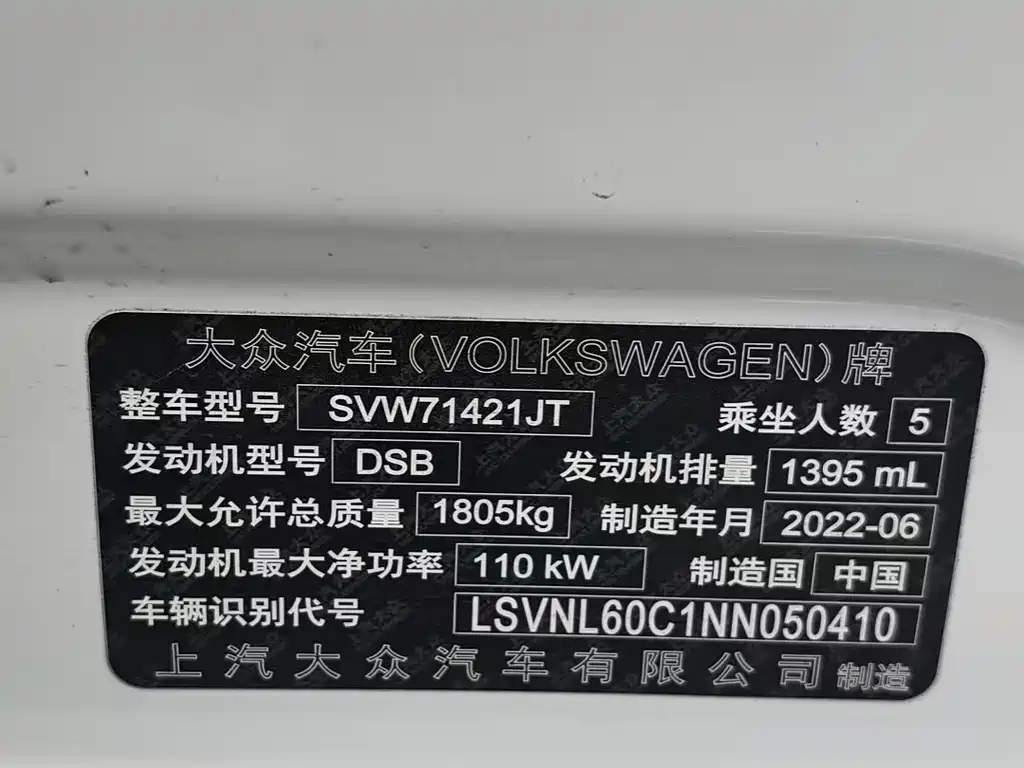 大众汽车(VOLKSWAGEN)牌
整车型号 SVW71421JT 乘坐人数 5
发动机型号 DSB 发动机排量 1395 mL
最大允许总质量 1805kg 制造年月 2022-06
发动机最大净功率 110 kW 制造国 中国
车辆识别代号 LSVNL60C1NN050410
上汽大众汽车有限公司 制造